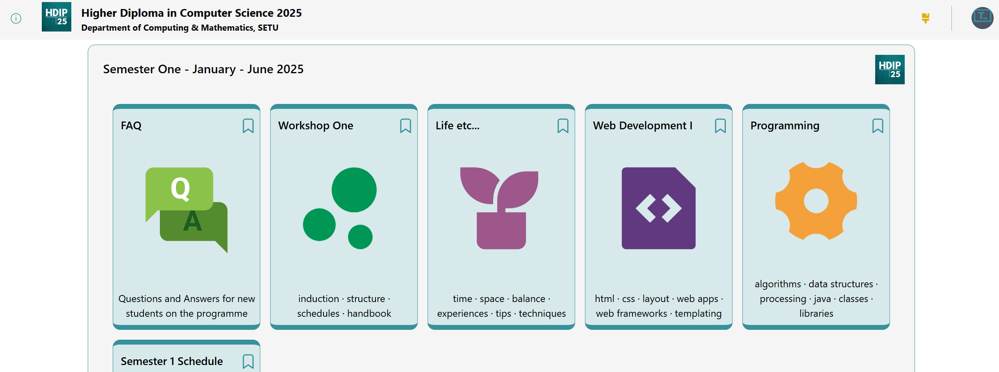 HDIP
25
Higher Diploma in Computer Science 2025
Department of Computing & Mathematics, SETU
T_
Semester One - January - June 2025
HDIP
25
FAQ
Q
A
Questions and Answers for new
students on the programme
Workshop One
induction · structure ·
schedules · handbook
Life etc...
time · space · balance ·
experiences · tips · techniques
Web Development I
html · css · layout · web apps ·
web frameworks · templating
Programming
algorithms · data structures ·
processing · java · classes ·
libraries
Semester 1 Schedule